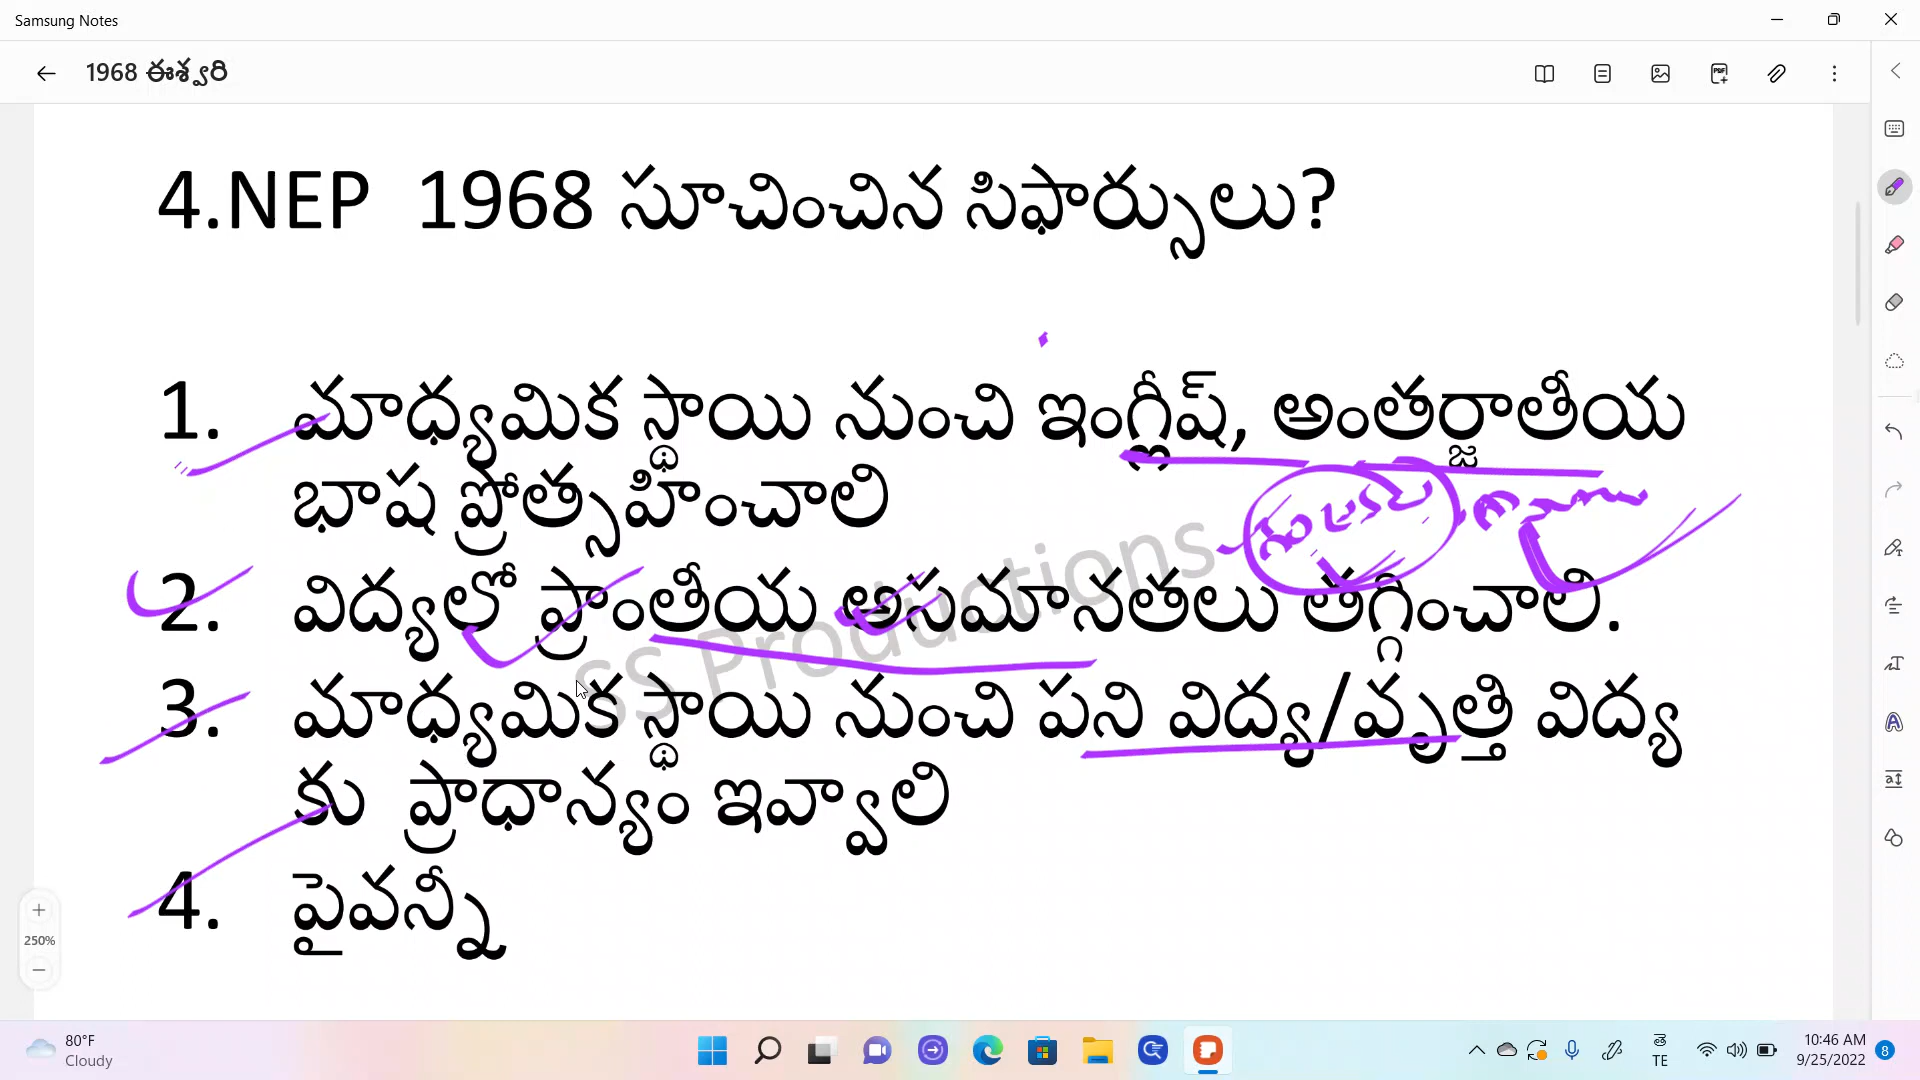 Samsung Notes
1968 ఈశ్వరి
4.NEP 1968 సూచించిన సిఫార్సులు?
1. మాధ్యమిక స్థాయి నుంచి ఇంగ్లీష్, అంతర్జాతీయ
భాష ప్రోత్సహించాలి
2. విద్యలో ప్రాంతీయ అసమానతలు తగ్గించాలి.
3. మాధ్యమిక స్థాయి నుంచి పని విద్య/వృత్తి విద్య
కు ప్రాధాన్యం ఇవ్వాలి
4. పైవన్నీ
SS Productions
250%
80°F
Cloudy
తె
TE
10:46 AM
9/25/2022
8